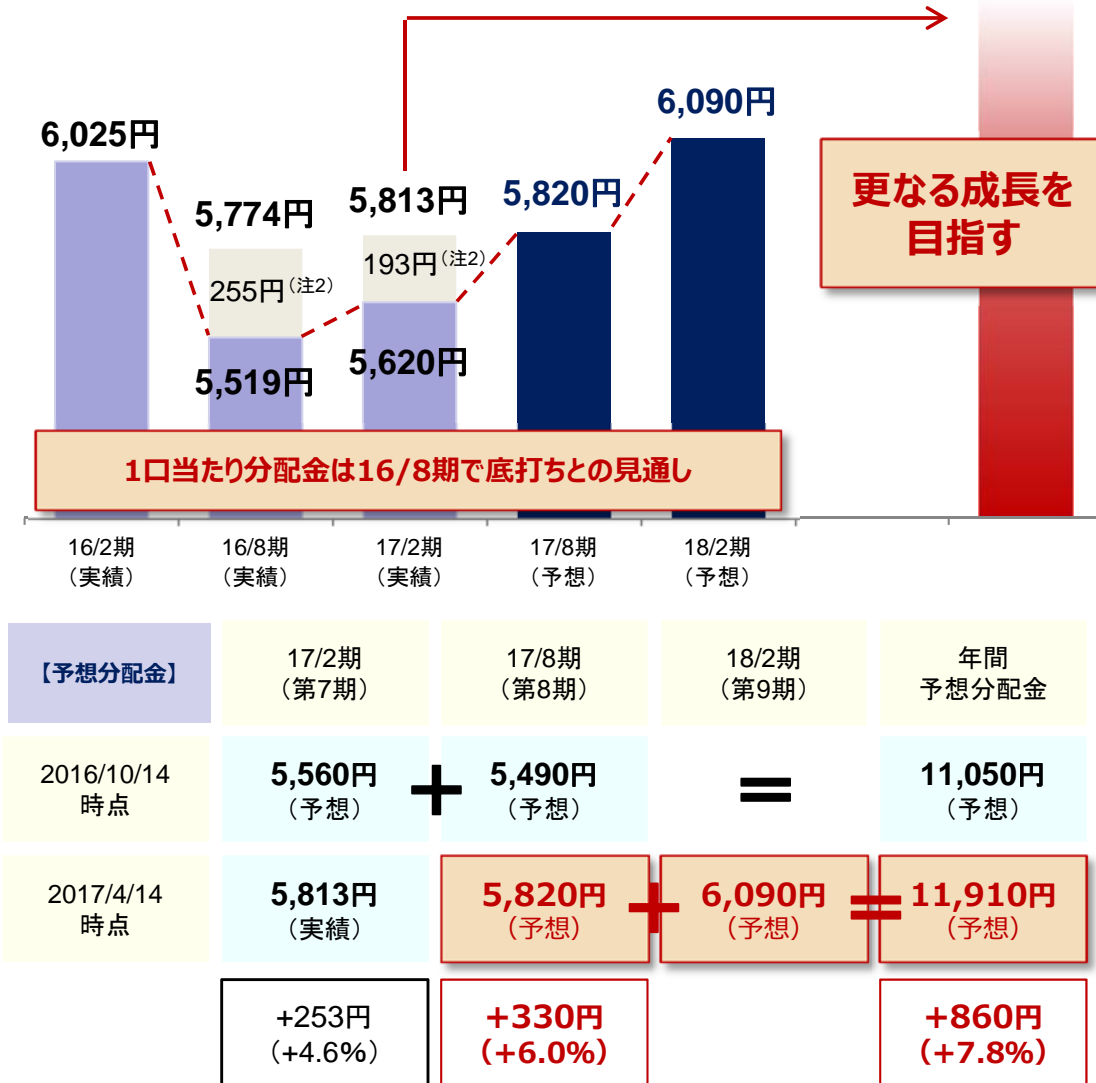 6,025円
5,774円
255円(注2)
5,519円
5,813円
193円(注2)
5,620円
5,820円
6,090円
更なる成長を
目指す
1口当たり分配金は16/8期で底打ちとの見通し
16/2期
(実績)
16/8期
(実績)
17/2期
(実績)
17/8期
(予想)
18/2期
(予想)
【予想分配金】
17/2期
(第7期)
17/8期
(第8期)
18/2期
(第9期)
年間
予想分配金
2016/10/14
時点
5,560円
(予想)
+
5,490円
(予想)
=
11,050円
(予想)
2017/4/14
時点
5,813円
(実績)
5,820円
(予想)
+
6,090円
(予想)
=
11,910円
(予想)
+253円
(+4.6%)
+330円
(+6.0%)
+860円
(+7.8%)